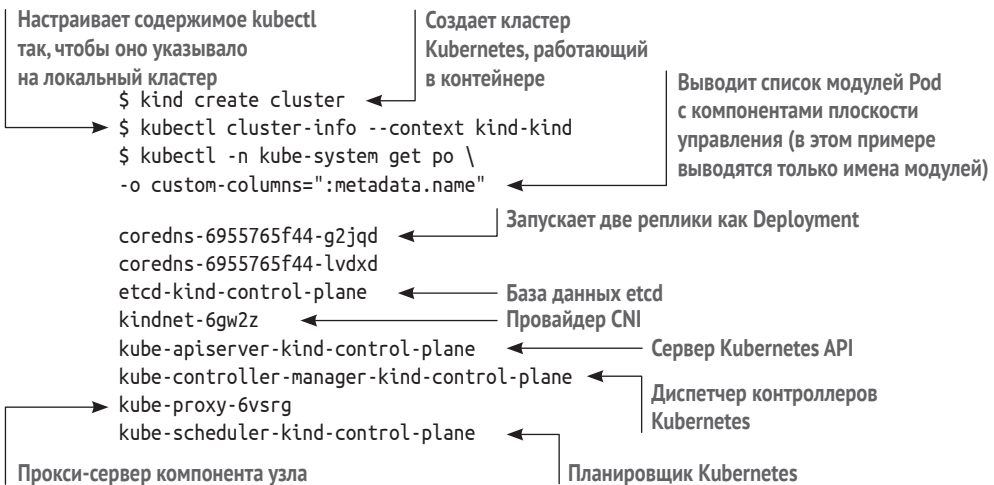 Настраивает содержимое kubectl
так, чтобы оно указывало
на локальный кластер
Создает кластер
Kubernetes, работающий
в контейнере
Выводит список модулей Pod
с компонентами плоскости
управления (в этом примере
выводятся только имена модулей)
$ kind create cluster
$ kubectl cluster-info --context kind-kind
$ kubectl -n kube-system get po \
-o custom-columns=":metadata.name"
Запускает две реплики как Deployment
coredns-6955765f44-g2jqd
coredns-6955765f44-lvdxd
etcd-kind-control-plane
База данных etcd
kindnet-6gw2z
Провайдер CNI
kube-apiserver-kind-control-plane
Сервер Kubernetes API
kube-controller-manager-kind-control-plane
Диспетчер контроллеров
Kubernetes
kube-proxy-6vsrg
kube-scheduler-kind-control-plane
Прокси-сервер компонента узла
Планировщик Kubernetes